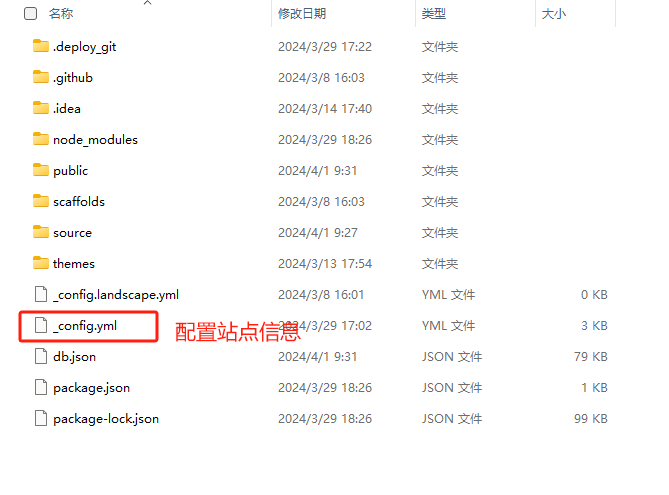 名称 修改日期 类型 大小
.deploy_git 2024/3/29 17:22 文件夹
.github 2024/3/8 16:03 文件夹
.idea 2024/3/14 17:40 文件夹
node_modules 2024/3/29 18:26 文件夹
public 2024/4/1 9:31 文件夹
scaffolds 2024/3/8 16:03 文件夹
source 2024/4/1 9:27 文件夹
themes 2024/3/13 17:54 文件夹
_config.landscape.yml 2024/3/8 16:01 YML 文件 0 KB
_config.yml 配置站点信息 2024/3/29 17:02 YML 文件 3 KB
db.json 2024/4/1 9:31 JSON 文件 79 KB
package.json 2024/3/29 18:26 JSON 文件 1 KB
package-lock.json 2024/3/29 18:26 JSON 文件 99 KB